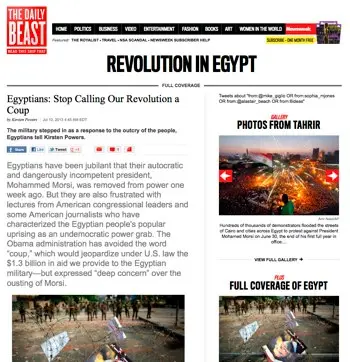 THE DAILY
BEAST
READ THIS SKIP THAT
HOME POLITICS BUSINESS VIDEO ENTERTAINMENT FASHION BOOKS ART WOMEN IN THE WORLD
Featured: THE ROYALIST • TRAVEL • NSA SCANDAL • NEWSWEEK SUBSCRIBER HELP
SUBSCRIBE
REVOLUTION IN EGYPT
FULL COVERAGE
Egyptians: Stop Calling Our Revolution a
Coup
by Kirsten Powers Jul 10, 2013 4:45 AM EDT
The military stepped in as a response to the outcry of the people,
Egyptians tell Kirsten Powers.
Egyptians have been jubilant that their autocratic
and dangerously incompetent president,
Mohammed Morsi, was removed from power one
week ago. But they are also frustrated with
lectures from American congressional leaders and
some American journalists who have
characterized the Egyptian people's popular
uprising as an undemocratic power grab. The
Obama administration has avoided the word
“coup,” which would jeopardize under U.S. law the
$1.3 billion in aid we provide to the Egyptian
military—but expressed “deep concern” over the
ousting of Morsi.
Tweets about "from:@mike_giglio OR from:sophia_mjones
OR from:@alastair_beach OR from:@dseal"
GALLERY
PHOTOS FROM TAHRIR
Hundreds of thousands of demonstrators flooded the streets
of Cairo and cities across Egypt to protest against President
Mohamed Morsi on June 30, the end of his first full year in
office....
VIEW FULL GALLERY
PLUS
FULL COVERAGE OF EGYPT